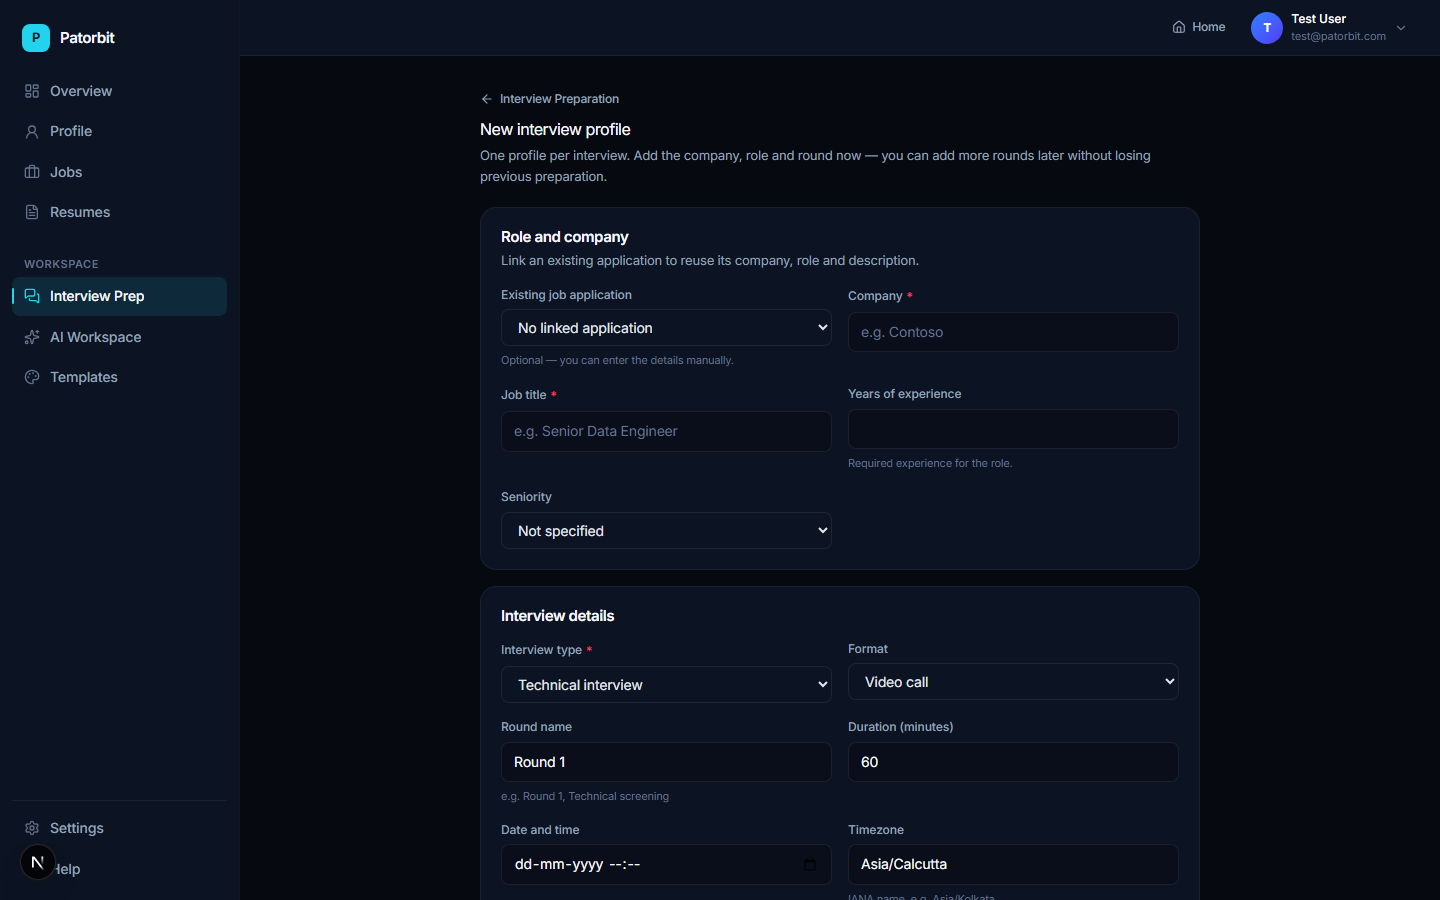 P Patorbit
Overview
Profile
Jobs
Resumes
WORKSPACE
Interview Prep
AI Workspace
Templates
Settings
N Help
Home
T
Test User
test@patorbit.com
Interview Preparation
New interview profile
One profile per interview. Add the company, role and round now — you can add more rounds later without losing
previous preparation.
Role and company
Link an existing application to reuse its company, role and description.
Existing job application
No linked application
Optional — you can enter the details manually.
Company *
e.g. Contoso
Job title *
e.g. Senior Data Engineer
Years of experience
Required experience for the role.
Seniority
Not specified
Interview details
Interview type *
Technical interview
Format
Video call
Round name
Round 1
e.g. Round 1, Technical screening
Duration (minutes)
60
Date and time
dd-mm-yyyy --:--
Timezone
Asia/Calcutta
IANA name, e.g. Asia/Kolkata